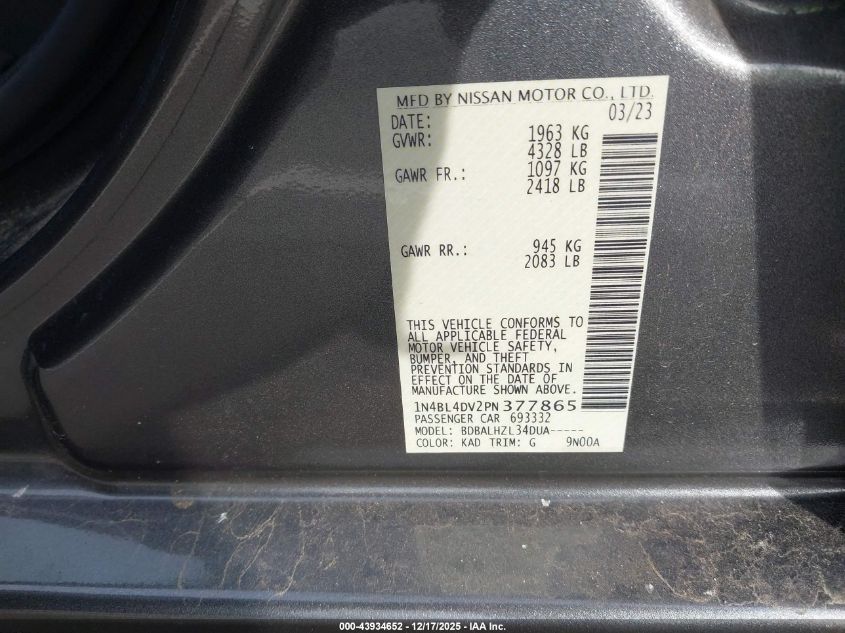 MFD BY NISSAN MOTOR CO., LTD.
DATE: 03/23
GVWR: 1963 KG
4328 LB
GAWR FR.: 1097 KG
2418 LB
GAWR RR.: 945 KG
2083 LB
THIS VEHICLE CONFORMS TO
ALL APPLICABLE FEDERAL
MOTOR VEHICLE SAFETY,
BUMPER, AND THEFT
PREVENTION STANDARDS IN
EFFECT ON THE DATE OF
MANUFACTURE SHOWN ABOVE.
1N4BL4DV2PN377865
PASSENGER CAR 693332
MODEL: BDBALHZL34DUA-----
COLOR: KAD TRIM: G 9N00A
000-43934652 - 12/17/2025 - IAA Inc.